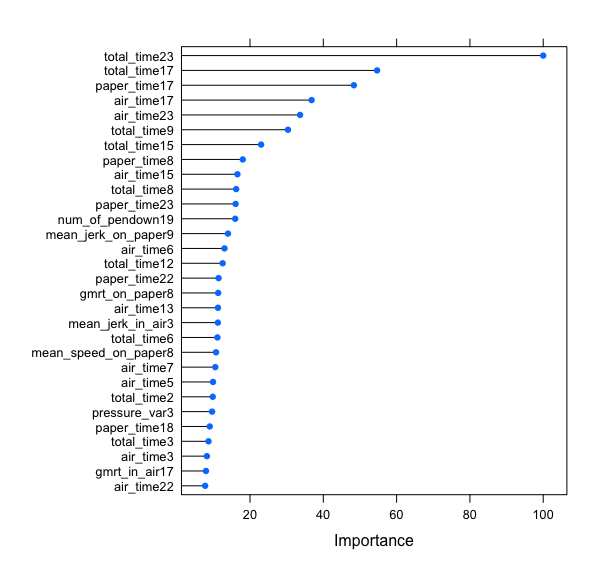 total_time23
total_time17
paper_time17
air_time17
air_time23
total_time9
total_time15
paper_time8
air_time15
total_time8
paper_time23
num_of_pendown19
mean_jerk_on_paper9
air_time6
total_time12
paper_time22
gmrt_on_paper8
air_time13
mean_jerk_in_air3
total_time6
mean_speed_on_paper8
air_time7
air_time5
total_time2
pressure_var3
paper_time18
total_time3
air_time3
gmrt_in_air17
air_time22
20 40 60 80 100
Importance